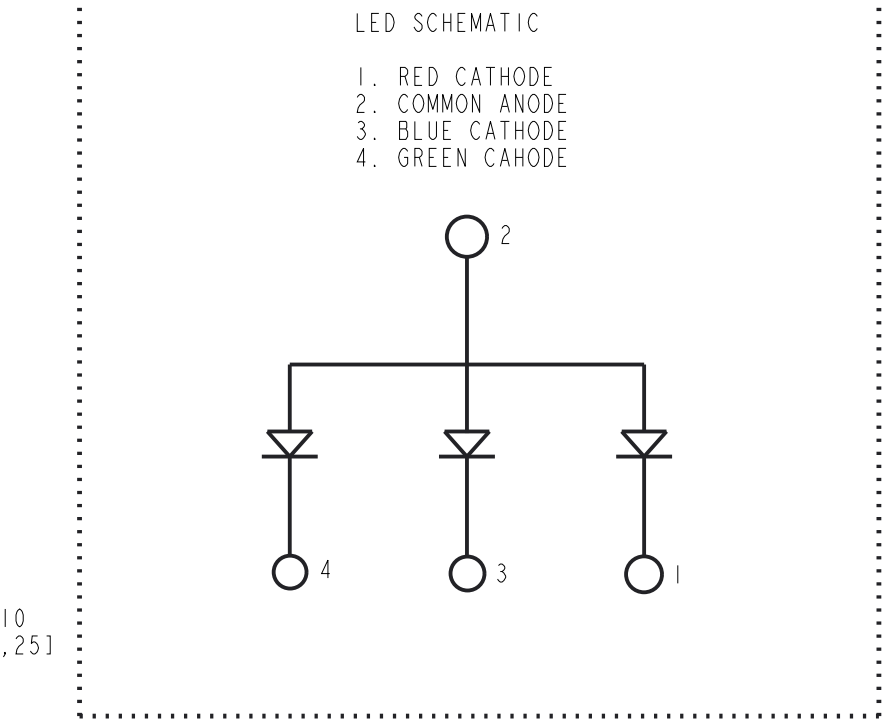 LED SCHEMATIC
1. RED CATHODE
2. COMMON ANODE
3. BLUE CATHODE
4. GREEN CAHODE
2
4
3
1
10
,25]